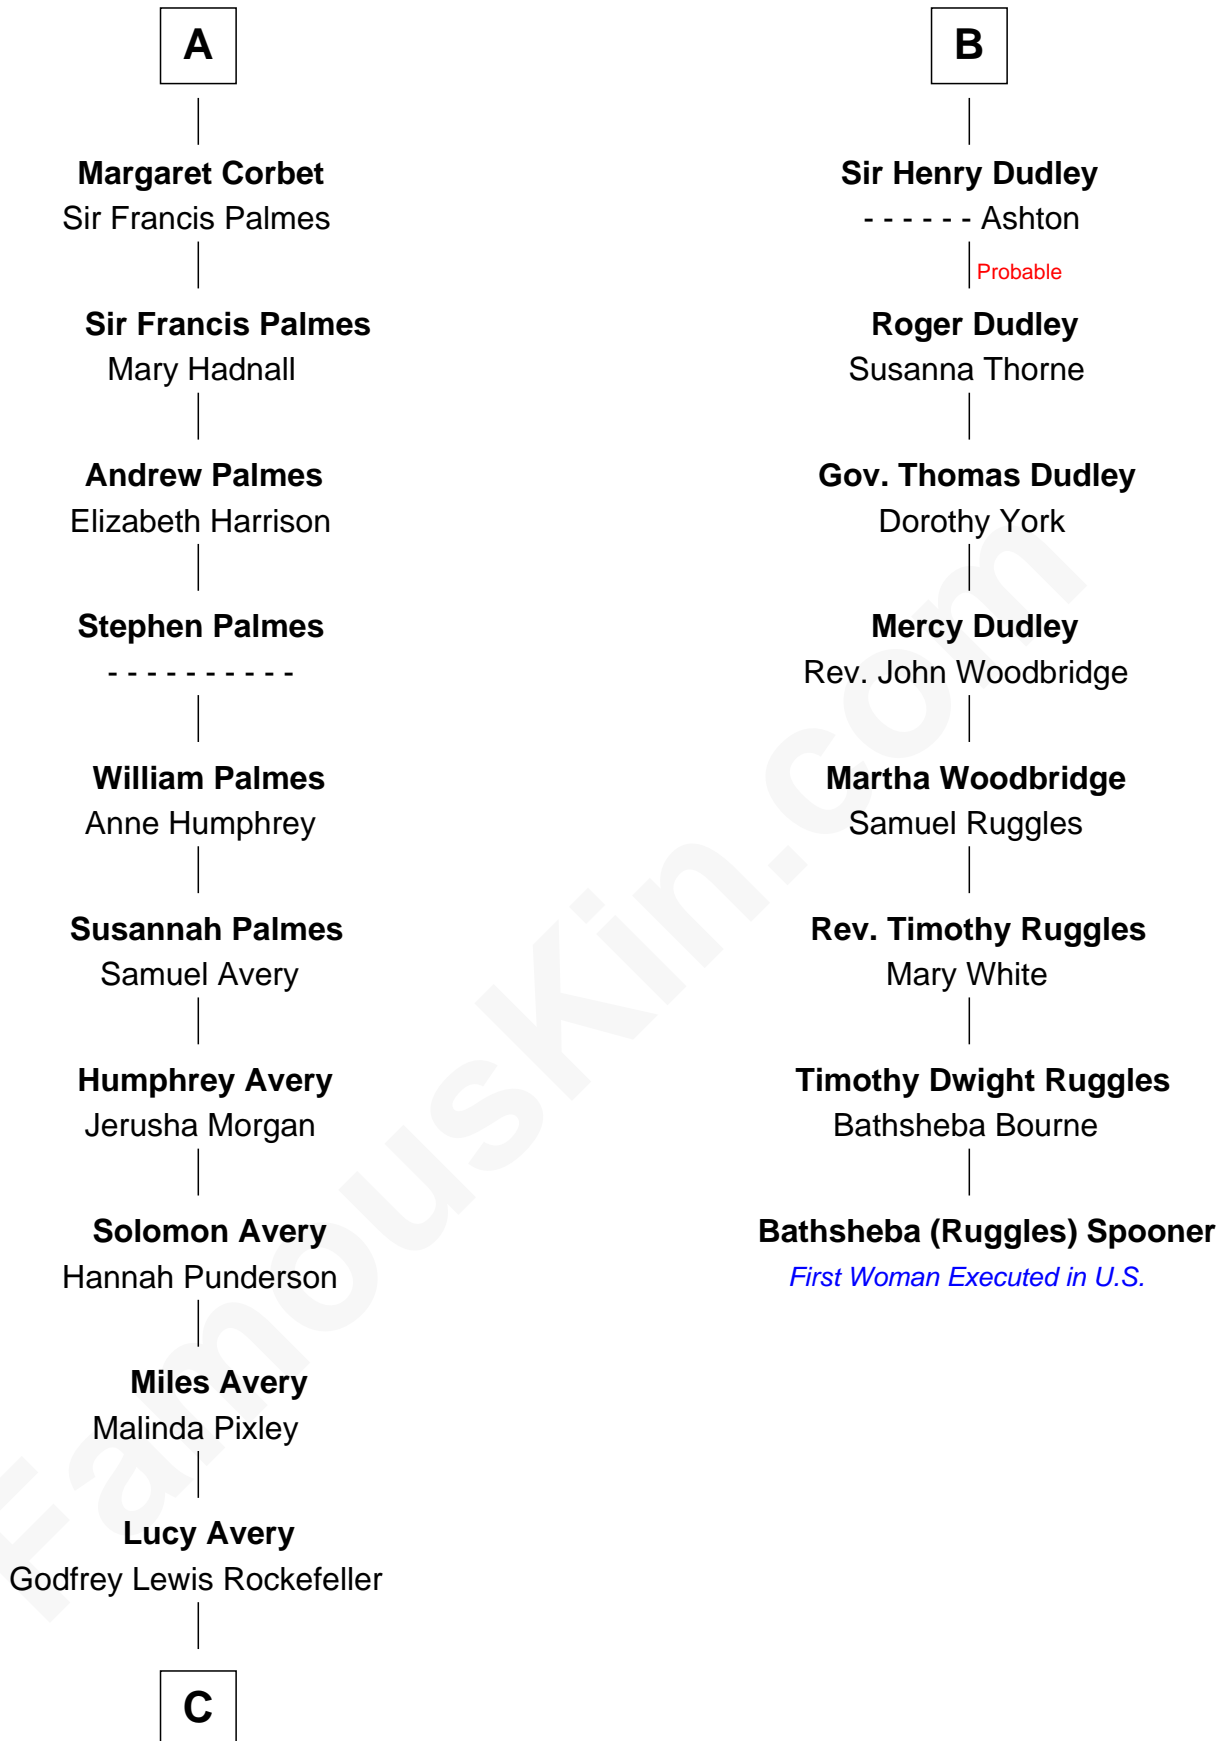 A
Margaret Corbet
Sir Francis Palmes
Sir Francis Palmes
Mary Hadnall
Andrew Palmes
Elizabeth Harrison
Stephen Palmes
- - - - - - - - - -
William Palmes
Anne Humphrey
Susannah Palmes
Samuel Avery
Humphrey Avery
Jerusha Morgan
Solomon Avery
Hannah Punderson
Miles Avery
Malinda Pixley
Lucy Avery
Godfrey Lewis Rockefeller
C
B
Sir Henry Dudley
- - - - - - Ashton
Probable
Roger Dudley
Susanna Thorne
Gov. Thomas Dudley
Dorothy York
Mercy Dudley
Rev. John Woodbridge
Martha Woodbridge
Samuel Ruggles
Rev. Timothy Ruggles
Mary White
Timothy Dwight Ruggles
Bathsheba Bourne
Bathsheba (Ruggles) Spooner
First Woman Executed in U.S.
FamousKin.com